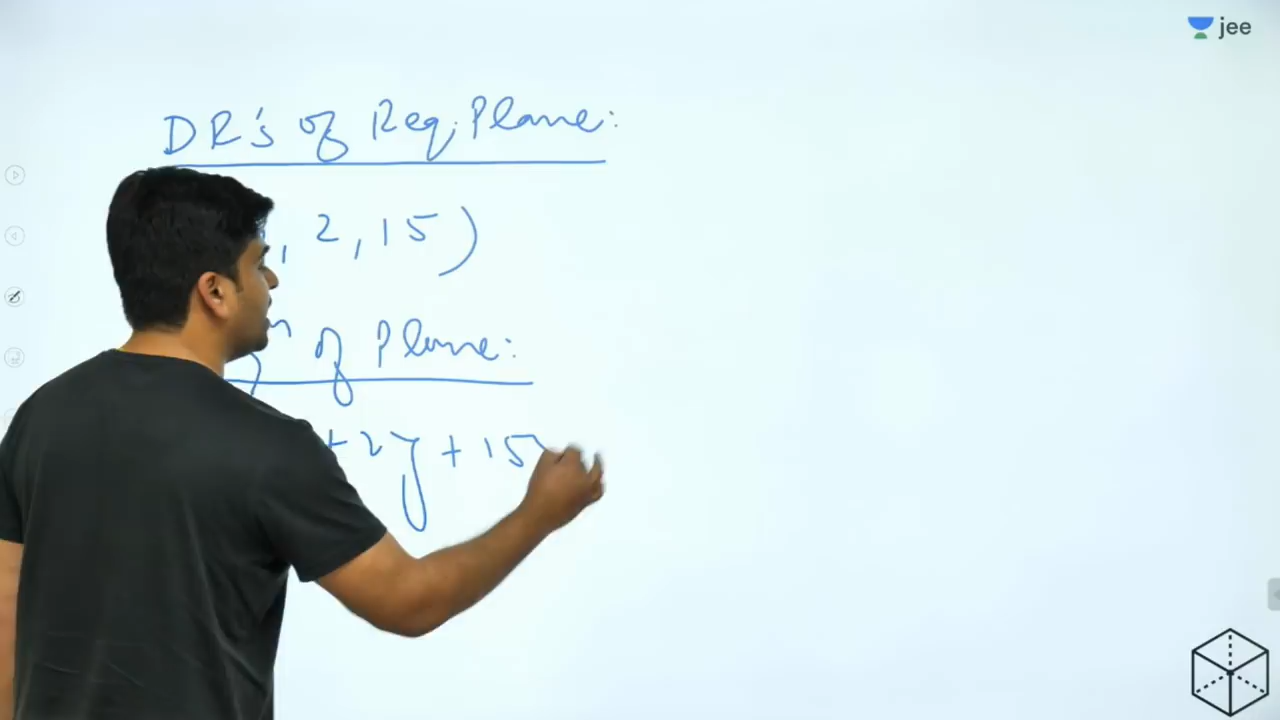 jee
DR's of Req. Plane:
, 2, 15)
of Plane:
+ 2y + 15